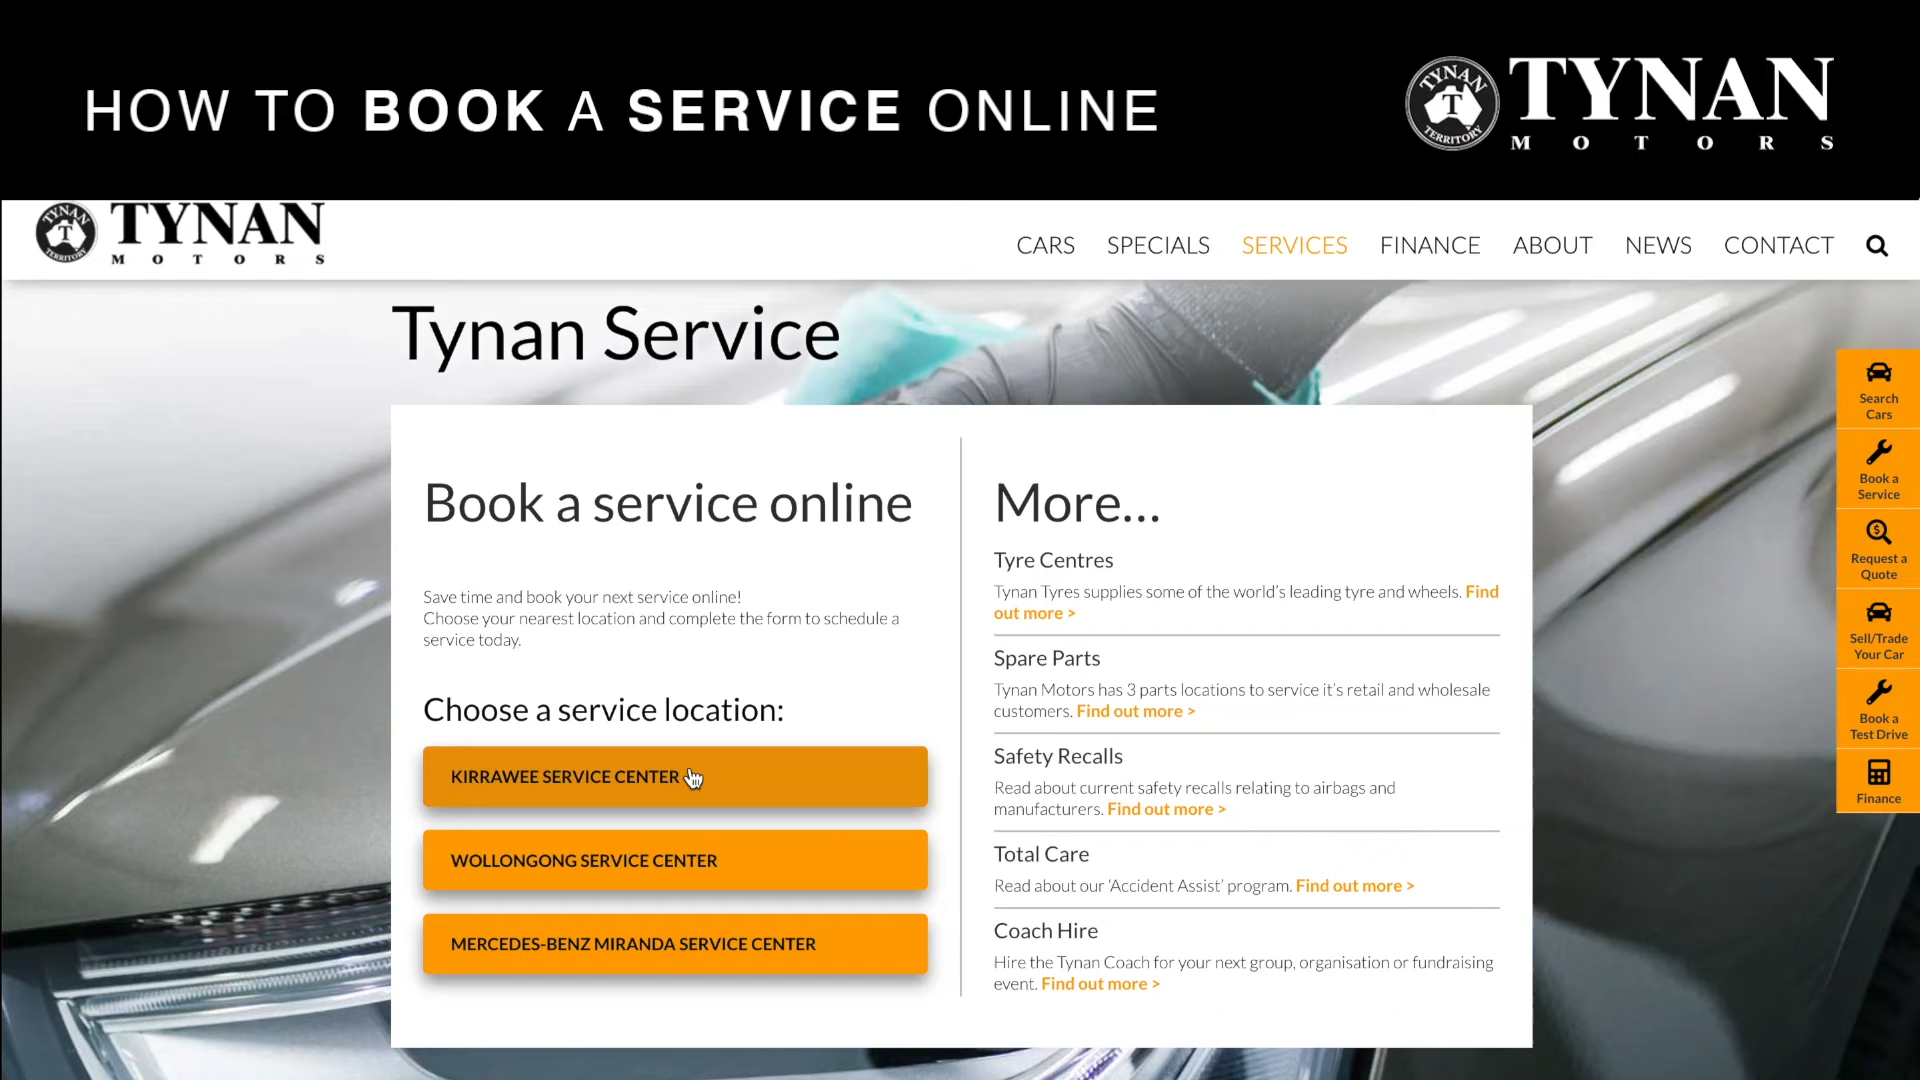 HOW TO BOOK A SERVICE ONLINE
TYNAN
MOTORS
TYNAN
T
TERRITORY
TYNAN
MOTORS
TYNAN
T
TERRITORY
CARS SPECIALS SERVICES FINANCE ABOUT NEWS CONTACT
Tynan Service
Book a service online
Save time and book your next service online!
Choose your nearest location and complete the form to schedule a
service today.
Choose a service location:
KIRRAWEE SERVICE CENTER
WOLLONGONG SERVICE CENTER
MERCEDES-BENZ MIRANDA SERVICE CENTER
More...
Tyre Centres
Tynan Tyres supplies some of the world's leading tyre and wheels. Find
out more >
Spare Parts
Tynan Motors has 3 parts locations to service it's retail and wholesale
customers. Find out more >
Safety Recalls
Read about current safety recalls relating to airbags and
manufacturers. Find out more >
Total Care
Read about our 'Accident Assist' program. Find out more >
Coach Hire
Hire the Tynan Coach for your next group, organisation or fundraising
event. Find out more >
Search
Cars
Book a
Service
Request a
Quote
Sell/Trade
Your Car
Book a
Test Drive
Finance